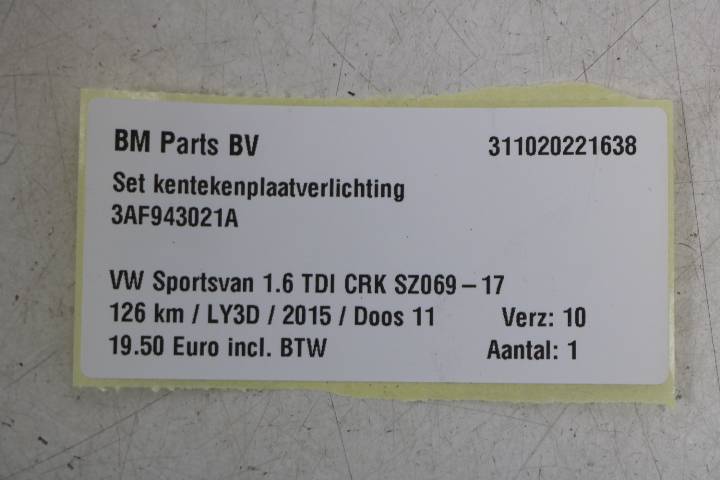 BM Parts BV 311020221638
Set kentekenplaatverlichting
3AF943021A
VW Sportsvan 1.6 TDI CRK SZ069-17
126 km / LY3D / 2015 / Doos 11 Verz: 10
19.50 Euro incl. BTW Aantal: 1